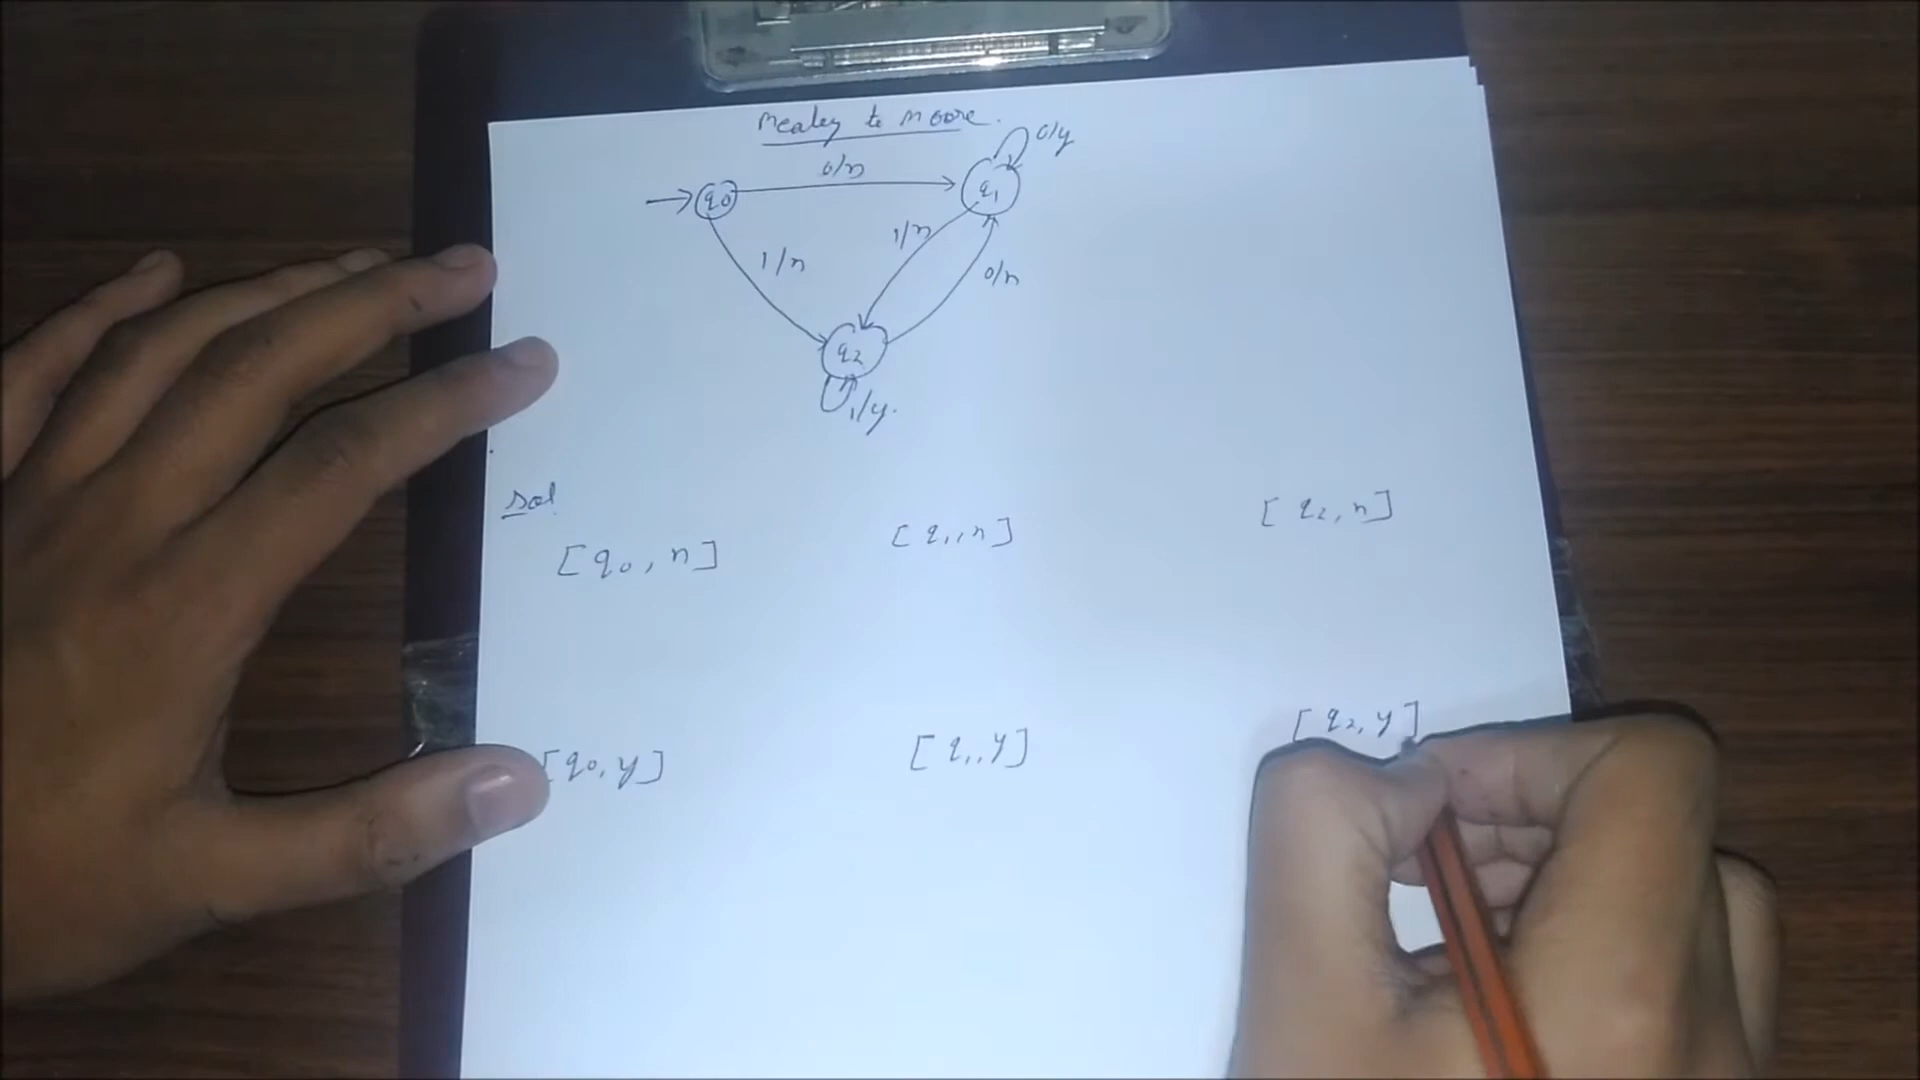 Mealey to Moore.
0/y
0/n
q0
q1
1/n
1/n
0/n
q2
1/y.
sol
[q0, n]
[q1, n]
[q2, n]
[q0, y]
[q1, y]
[q2, y]